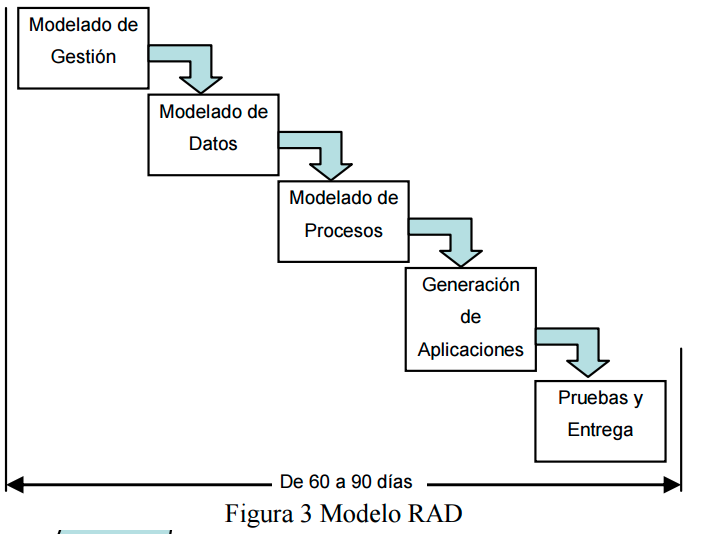 Modelado de
Gestión
Modelado de
Datos
Modelado de
Procesos
Generación
de
Aplicaciones
Pruebas y
Entrega
De 60 a 90 días
Figura 3 Modelo RAD